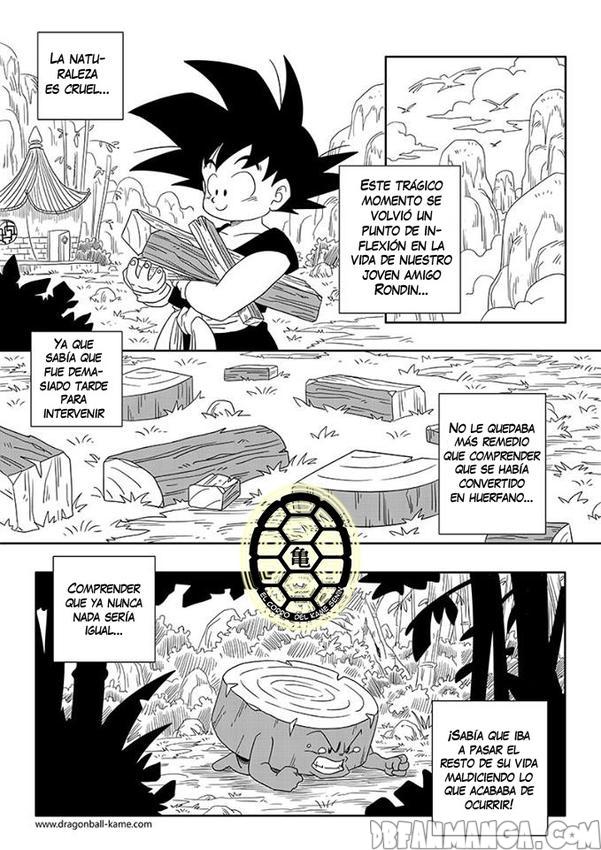 LA NATU-
RALEZA
ES CRUEL...
ESTE TRÁGICO
MOMENTO SE
VOLVIÓ UN
PUNTO DE IN-
FLEXIÓN EN LA
VIDA DE NUESTRO
JOVEN AMIGO
RONDIN...
YA QUE
SABÍA QUE
FUE DEMA-
SIADO TARDE
PARA
INTERVENIR
NO LE QUEDABA
MÁS REMEDIO
QUE COMPRENDER
QUE SE HABÍA
CONVERTIDO
EN HUERFANO...
亀
DEL KAME SENNIN
COMPRENDER
QUE YA NUNCA
NADA SERÍA
IGUAL...
¡SABÍA QUE IBA
A PASAR EL
RESTO DE SU VIDA
MALDICIENDO LO
QUE ACABABA DE
OCURRIR!
www.dragonball-kame.com
DBFANMANGA.COM